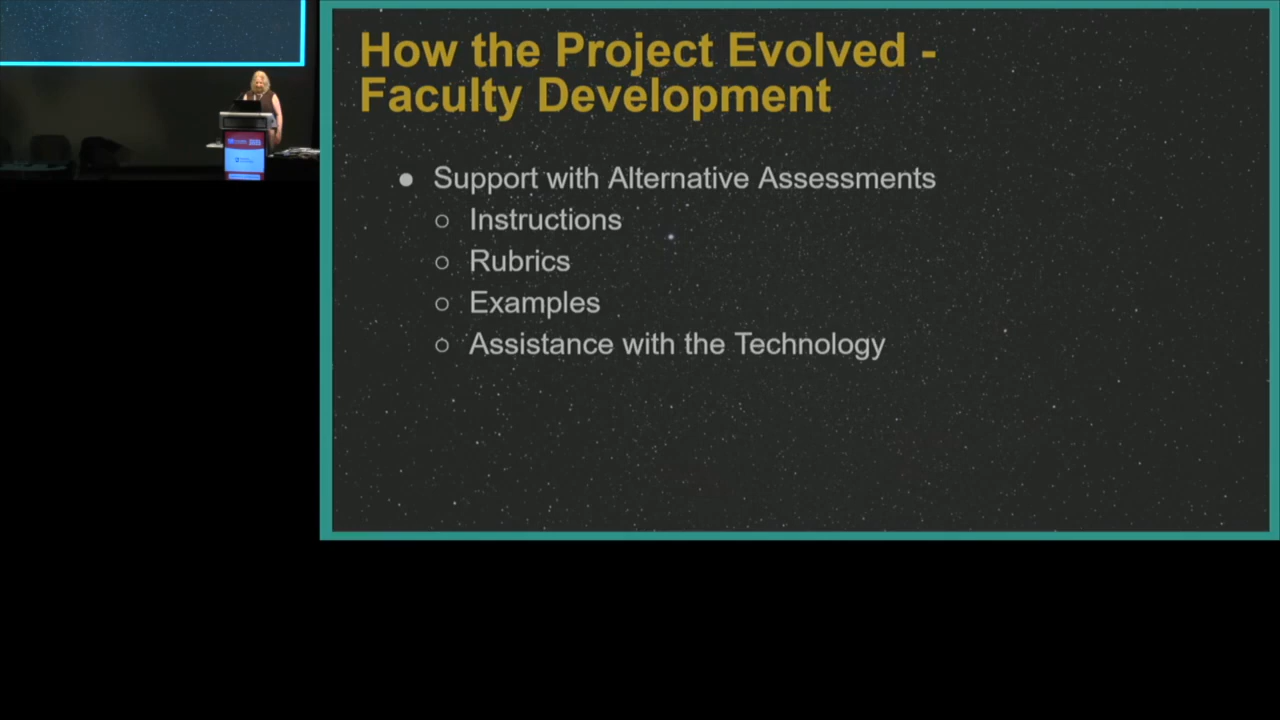 How the Project Evolved -
Faculty Development
● Support with Alternative Assessments
○ Instructions
○ Rubrics
○ Examples
○ Assistance with the Technology